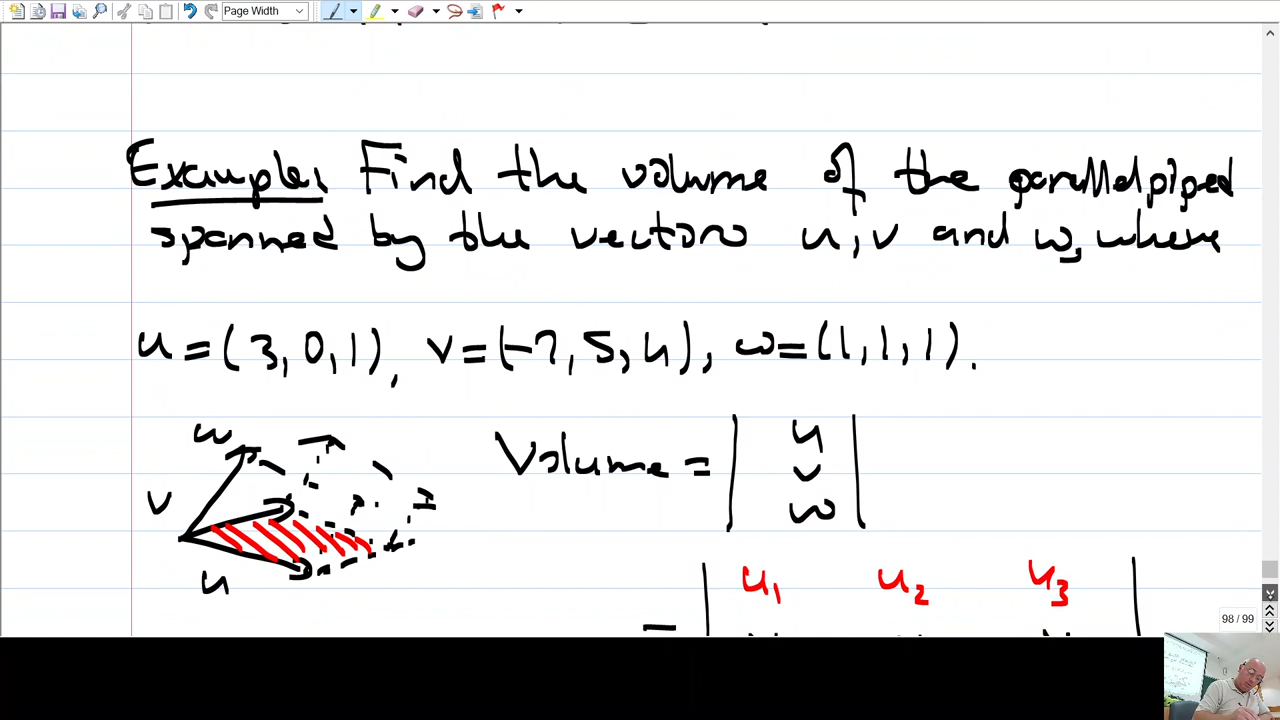 Page Width
Example: Find the volume of the parallelpiped
spanned by the vectors u, v and w, where
u = (3, 0, 1), v = (-7, 5, 4), w = (1, 1, 1).
w
v
u
Volume = | u |
v
w
= | u1 u2 u3 |
98 / 99